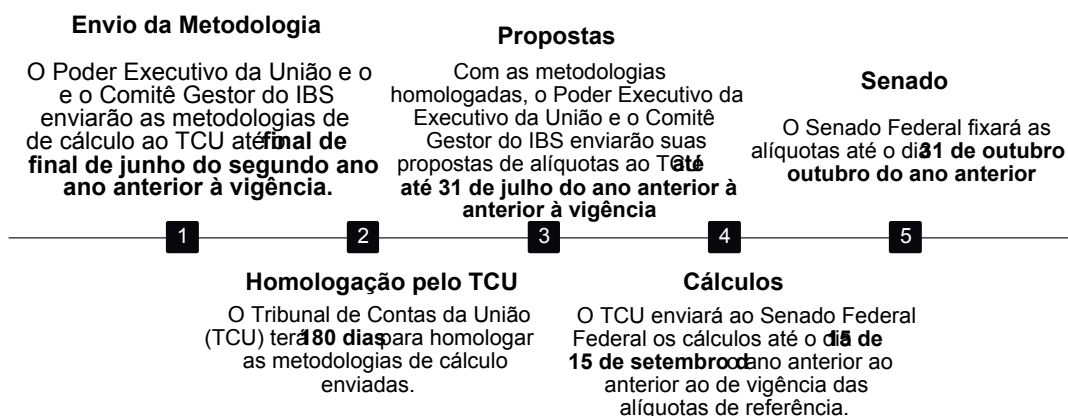 Envio da Metodologia
O Poder Executivo da União e o
e o Comitê Gestor do IBS
enviarão as metodologias de
de cálculo ao TCU até o final de
final de junho do segundo ano
ano anterior à vigência.
Propostas
Com as metodologias
homologadas, o Poder Executivo da
Executiva da União e o Comitê
Gestor do IBS enviarão suas
propostas de alíquotas ao TCU até
até 31 de julho do ano anterior à
anterior à vigência
Senado
O Senado Federal fixará as
alíquotas até o dia 31 de outubro
outubro do ano anterior
1
2
3
4
5
Homologação pelo TCU
O Tribunal de Contas da União
(TCU) terá 180 dias para homologar
as metodologias de cálculo
enviadas.
Cálculos
O TCU enviará ao Senado Federal
Federal os cálculos até o dia 15 de
15 de setembro do ano anterior ao
anterior ao de vigência das
alíquotas de referência.